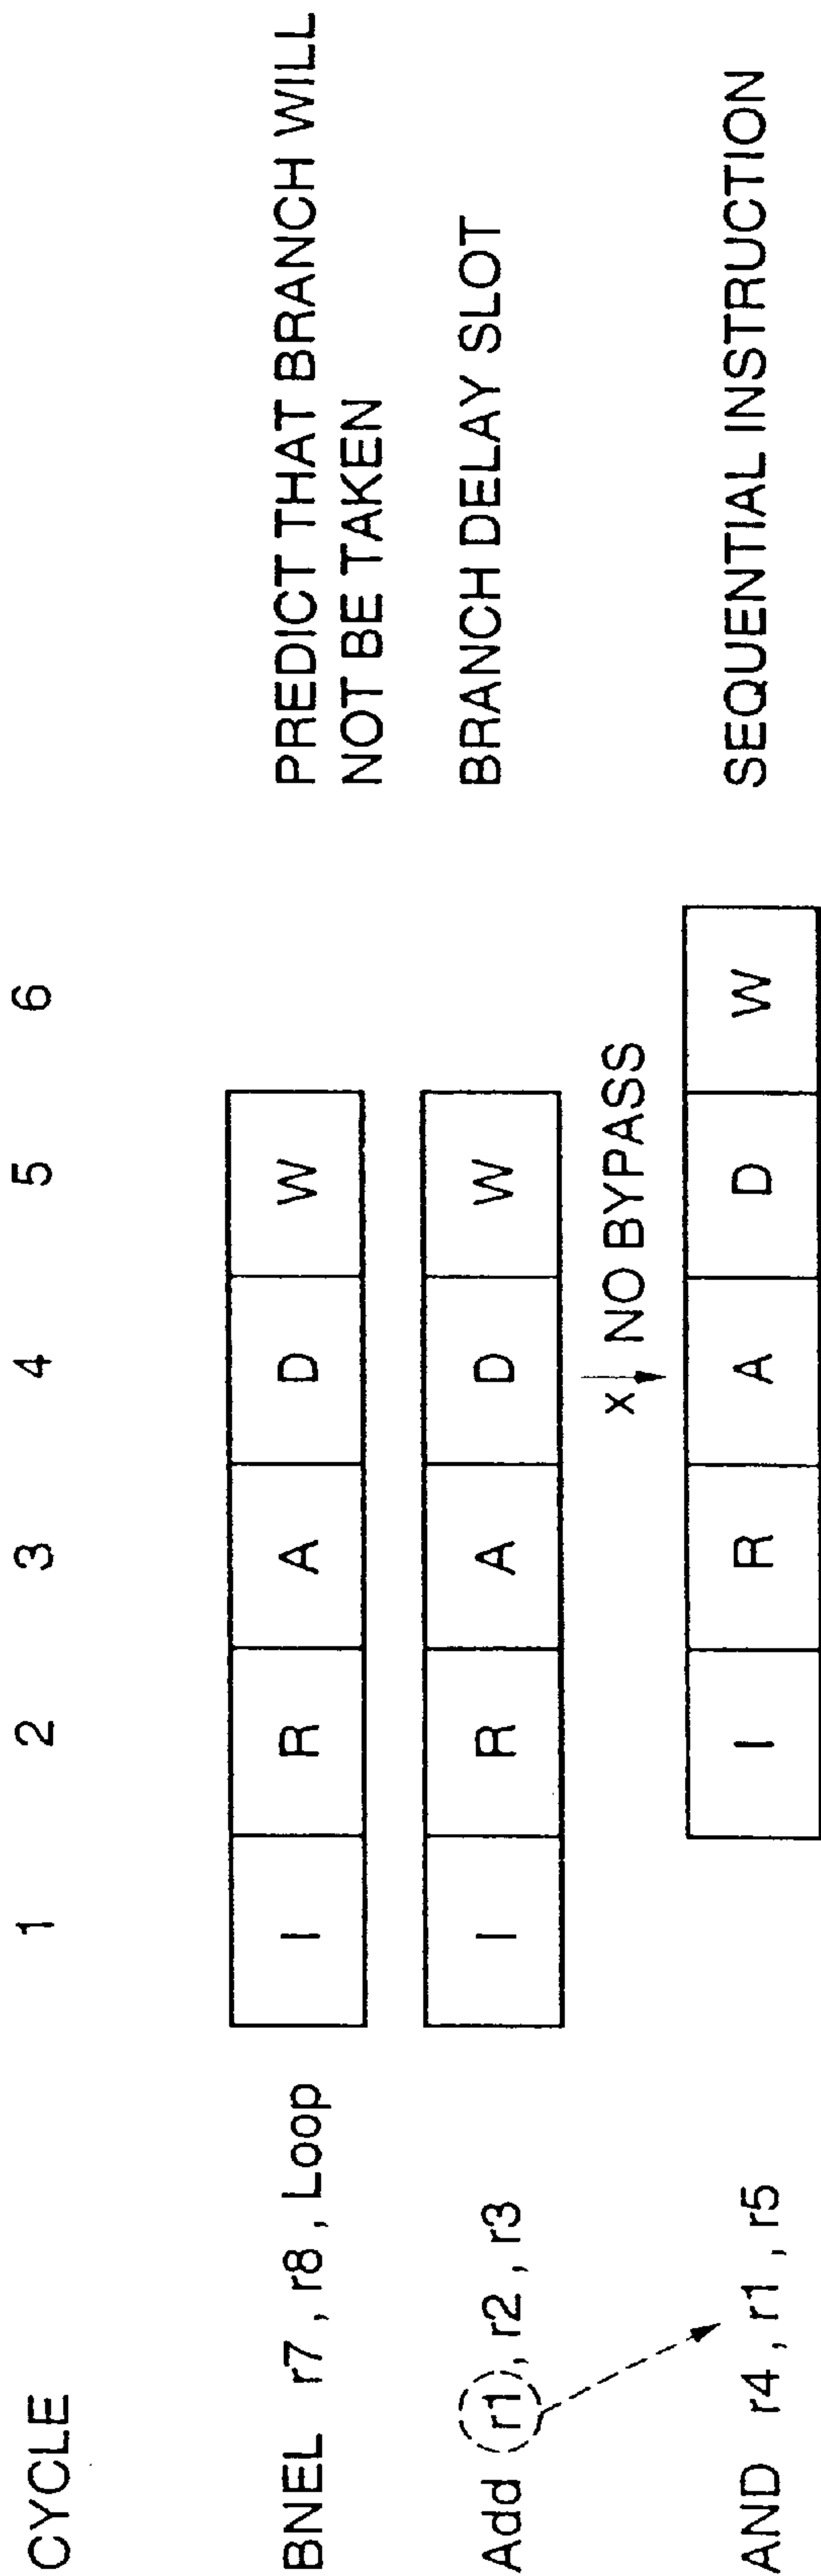 CYCLE 1 2 3 4 5 6
BNEL r7 , r8 , Loop I R A D W PREDICT THAT BRANCH WILL
NOT BE TAKEN
Add r1 , r2 , r3 I R A D W BRANCH DELAY SLOT
x NO BYPASS
AND r4 , r1 , r5 I R A D W SEQUENTIAL INSTRUCTION